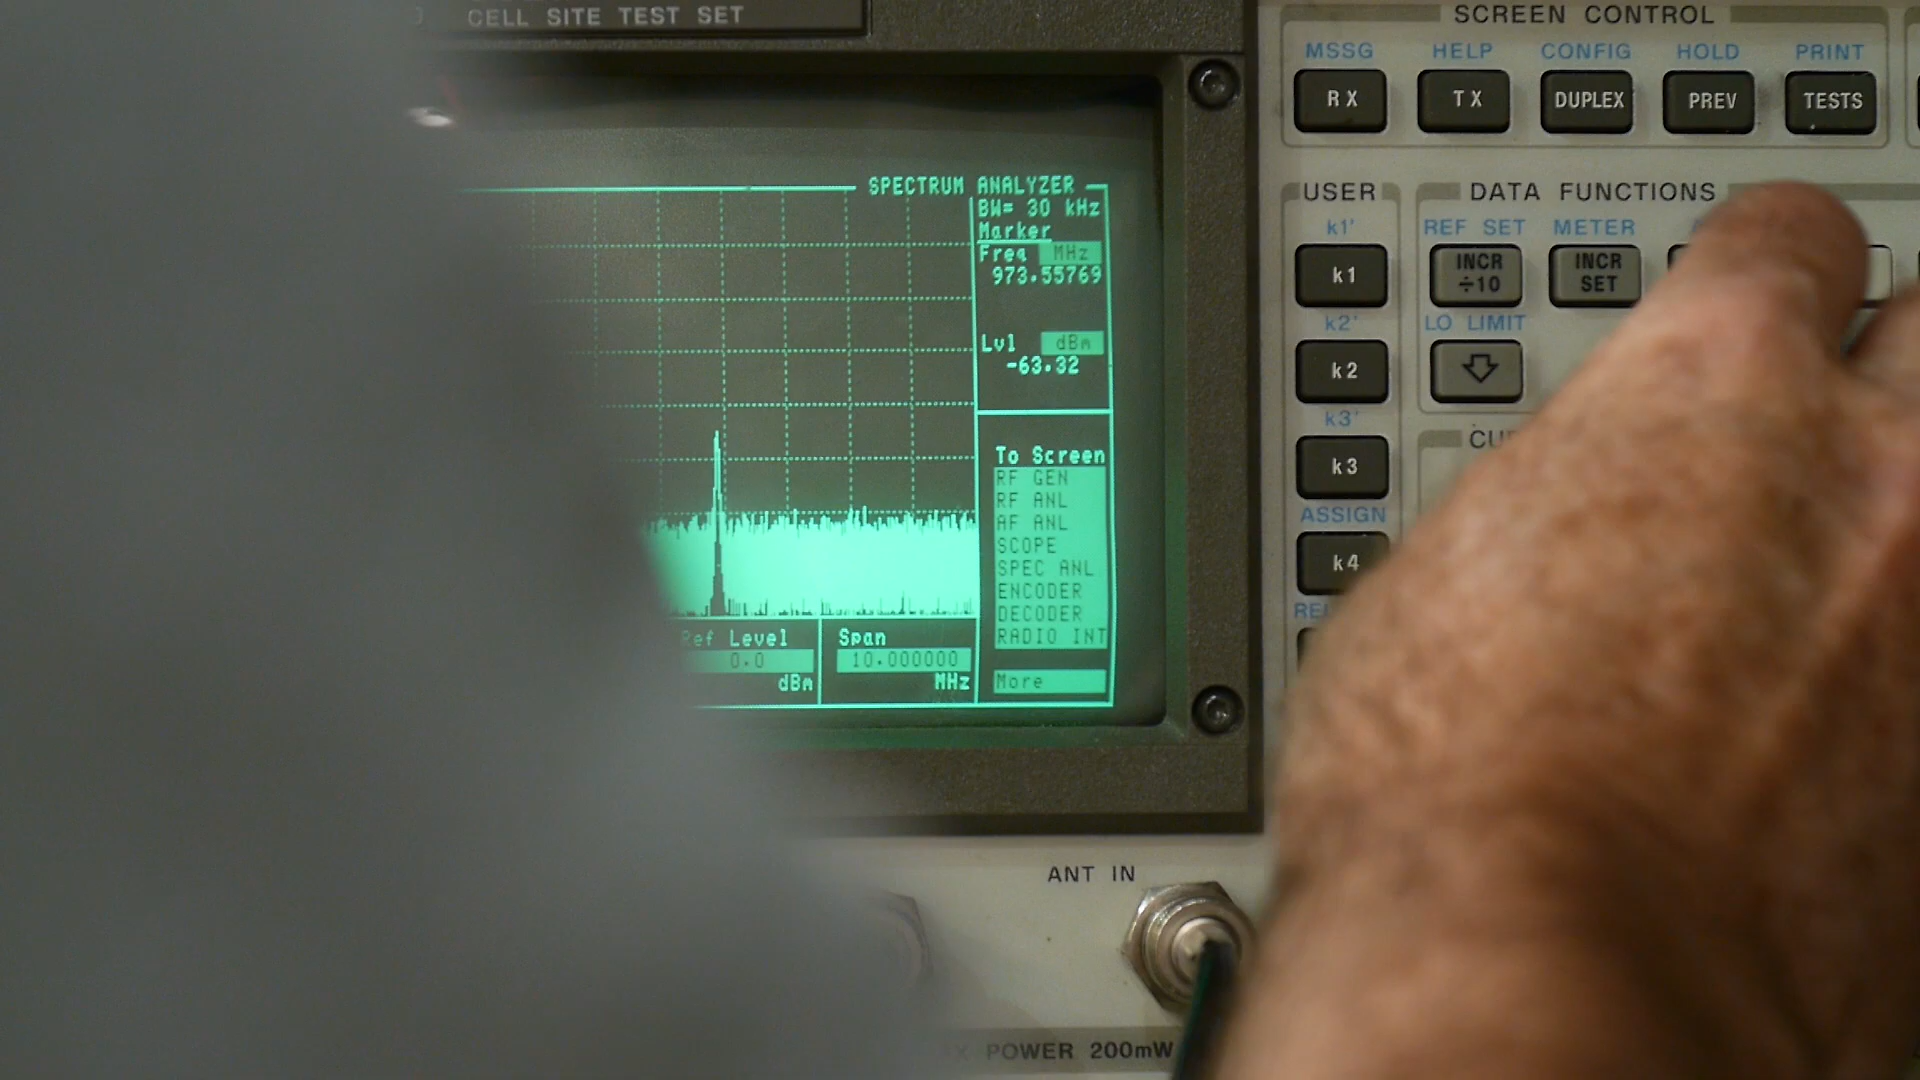 CELL SITE TEST SET
SPECTRUM ANALYZER
BW= 30 kHz
Marker
Freq MHz
973.55769
Lvl dBm
-63.32
To Screen
RF GEN
RF ANL
AF ANL
SCOPE
SPEC ANL
ENCODER
DECODER
RADIO INT
More
Ref Level
0.0
dBm
Span
10.000000
MHz
ANT IN
POWER 200mW
SCREEN CONTROL
MSSG HELP CONFIG HOLD PRINT
RX TX DUPLEX PREV TESTS
USER
k1'
k1
k2'
k2
k3'
k3
ASSIGN
k4
DATA FUNCTIONS
REF SET METER
INCR ÷10
INCR SET
LO LIMIT